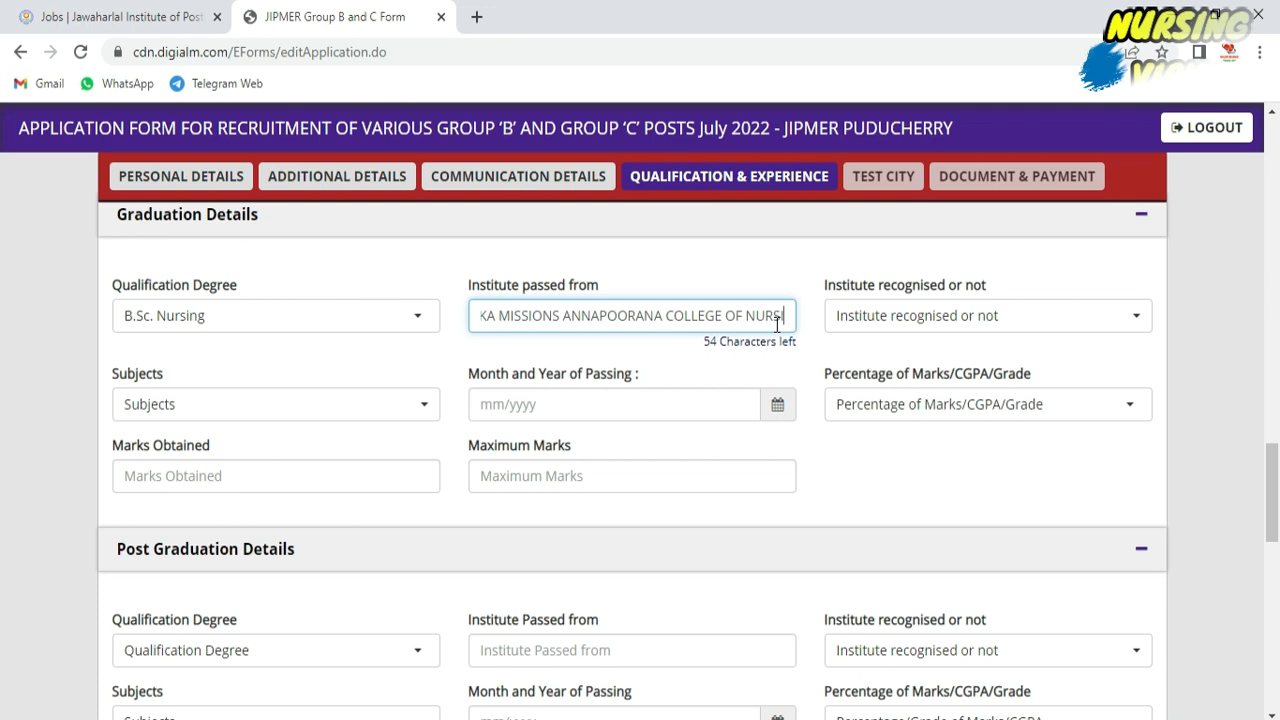 Jobs | Jawaharlal Institute of Post
JIPMER Group B and C Form
NURSING
cdn.digialm.com/EForms/editApplication.do
Gmail
WhatsApp
Telegram Web
APPLICATION FORM FOR RECRUITMENT OF VARIOUS GROUP ‘B’ AND GROUP ‘C’ POSTS July 2022 - JIPMER PUDUCHERRY
LOGOUT
PERSONAL DETAILS
ADDITIONAL DETAILS
COMMUNICATION DETAILS
QUALIFICATION & EXPERIENCE
TEST CITY
DOCUMENT & PAYMENT
Graduation Details
Qualification Degree
Institute passed from
Institute recognised or not
B.Sc. Nursing
KA MISSIONS ANNAPOORANA COLLEGE OF NURSI
Institute recognised or not
54 Characters left
Subjects
Month and Year of Passing :
Percentage of Marks/CGPA/Grade
Subjects
mm/yyyy
Percentage of Marks/CGPA/Grade
Marks Obtained
Maximum Marks
Marks Obtained
Maximum Marks
Post Graduation Details
Qualification Degree
Institute Passed from
Institute recognised or not
Qualification Degree
Institute Passed from
Institute recognised or not
Subjects
Month and Year of Passing
Percentage of Marks/CGPA/Grade